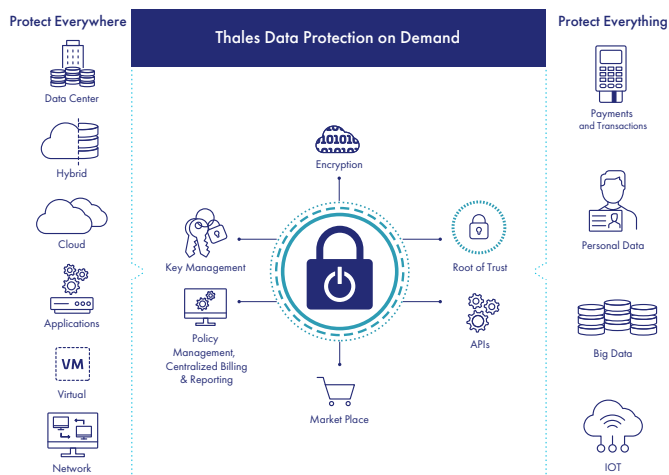 Protect Everywhere
Data Center
Hybrid
Cloud
Applications
VM
Virtual
Network
Thales Data Protection on Demand
10101
Encryption
Key Management
Root of Trust
Policy
Management,
Centralized Billing
& Reporting
APIs
Market Place
Protect Everything
Payments
and Transactions
Personal Data
Big Data
IOT